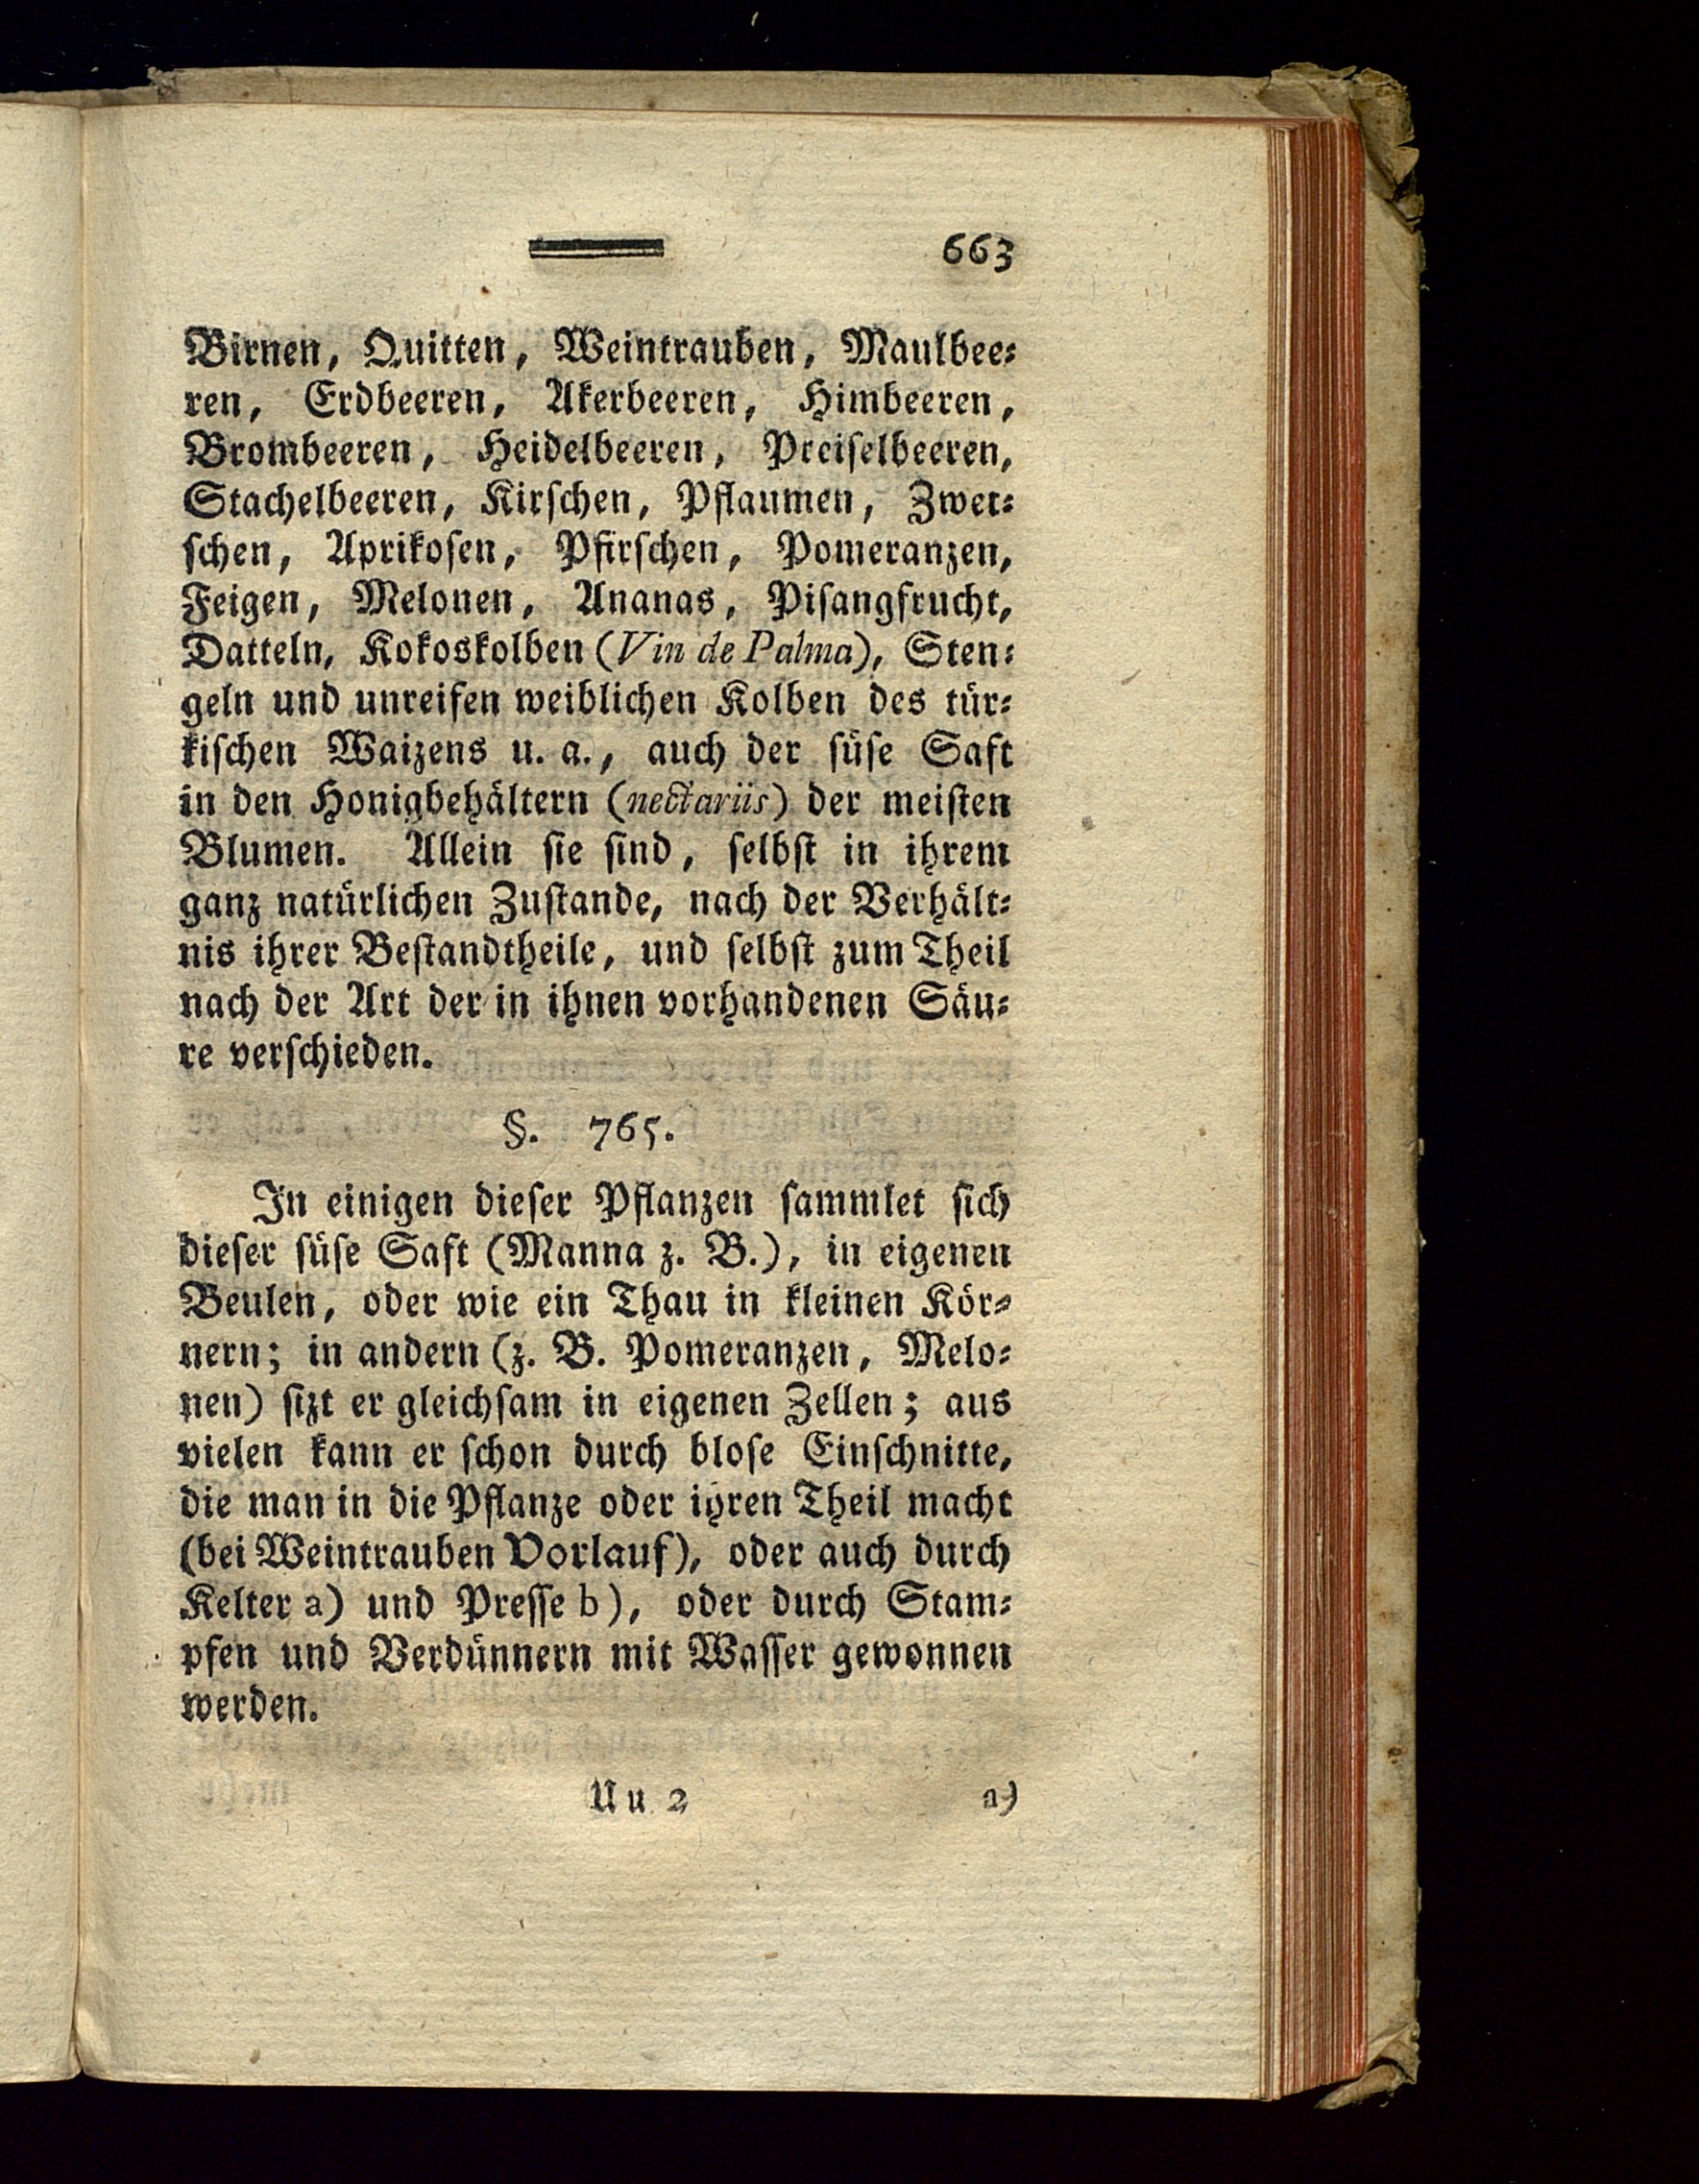 663
Birnen, Quitten, Weintrauben, Maulbee⸗
ren, Erdbeeren, Akerbeeren, Himbeeren,
Brombeeren, Heidelbeeren, Preiſelbeeren,
Stachelbeeren, Kirſchen, Pflaumen, Zwet⸗
ſchen, Aprikoſen, Pfirſchen, Pomeranzen,
Feigen, Melonen, Ananas, Piſangfrucht,
Datteln, Kokoskolben (Vin de Palma), Sten⸗
geln und unreifen weiblichen Kolben des tür⸗
kiſchen Waizens u. a., auch der ſüſe Saft
in den Honigbehältern (nectariis) der meiſten
Blumen. Allein ſie ſind, ſelbſt in ihrem
ganz natürlichen Zuſtande, nach der Verhält⸗
nis ihrer Beſtandtheile, und ſelbſt zum Theil
nach der Art der in ihnen vorhandenen Säu⸗
re verſchieden.
§. 765.
In einigen dieſer Pflanzen ſammlet ſich
dieſer ſüſe Saft (Manna z. B.), in eigenen
Beulen, oder wie ein Thau in kleinen Kör⸗
nern; in andern (z. B. Pomeranzen, Melo⸗
nen) ſizt er gleichſam in eigenen Zellen; aus
vielen kann er ſchon durch bloſe Einſchnitte,
die man in die Pflanze oder ihren Theil macht
(bei Weintrauben Vorlauf), oder auch durch
Kelter a) und Preſſe b), oder durch Stam⸗
pfen und Verdünnern mit Waſſer gewonnen
werden.
Uu 2 a)